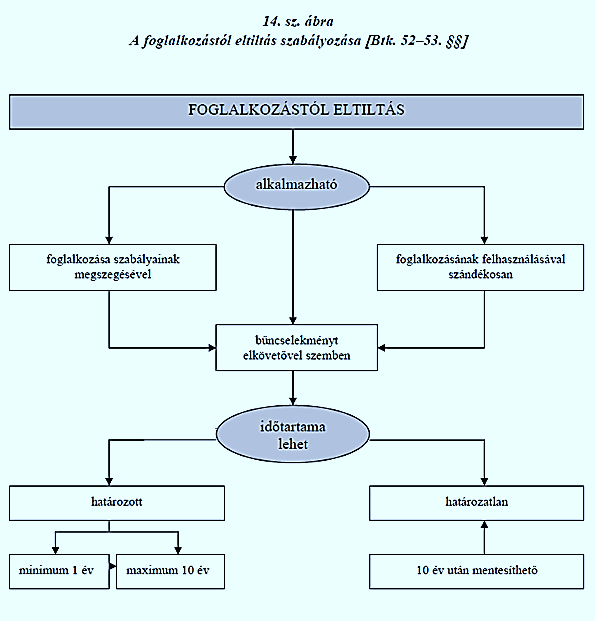 14. sz. ábra
A foglalkozástól eltiltás szabályozása [Btk. 52–53. §§]
FOGLALKOZÁSTÓL ELTILTÁS
alkalmazható
foglalkozása szabályainak
megszegésével
foglalkozásának felhasználásával
szándékosan
bűncselekményt
elkövetővel szemben
időtartama
lehet
határozott
határozatlan
minimum 1 év
maximum 10 év
10 év után mentesíthető